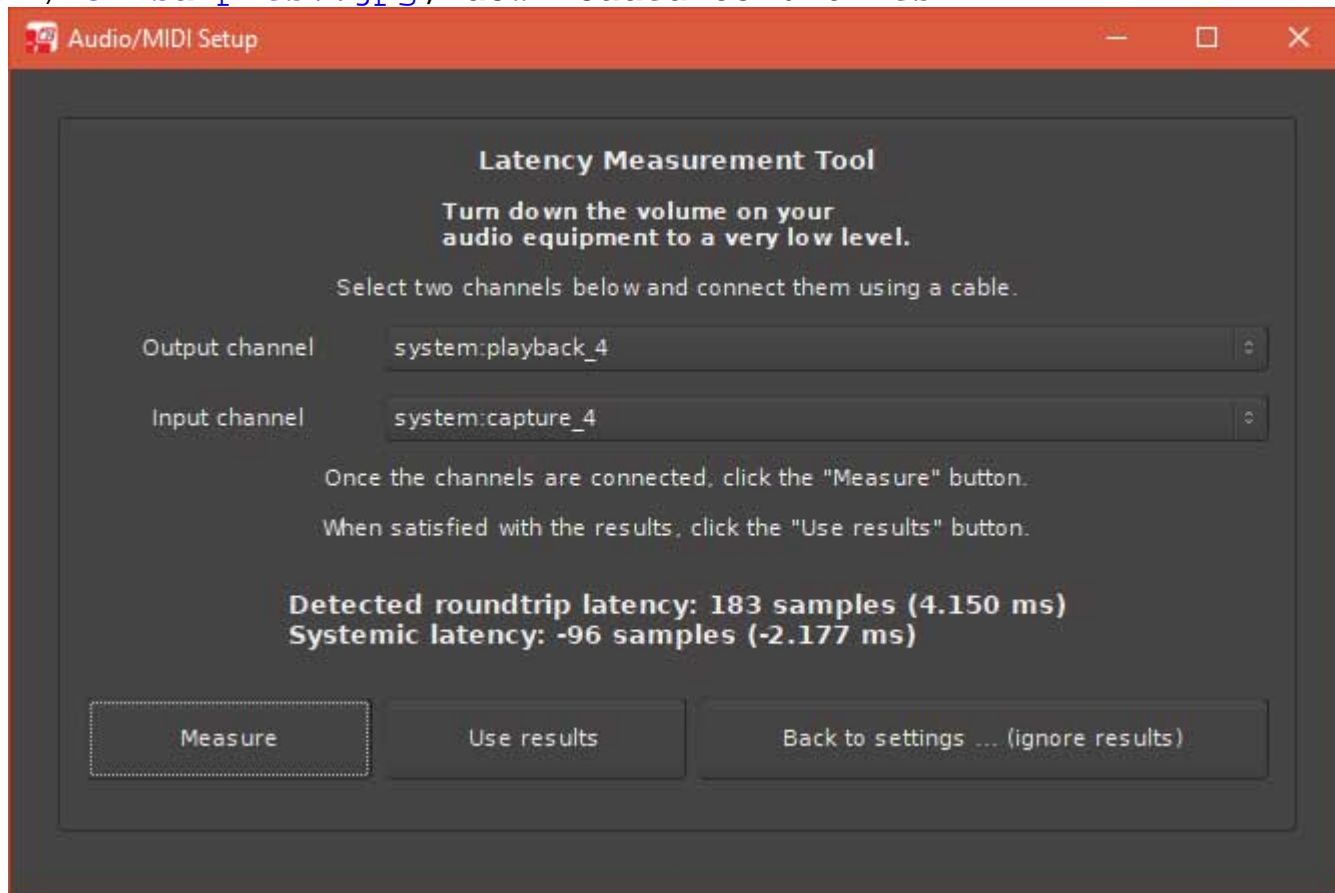 Audio/MIDI Setup
Latency Measurement Tool
Turn down the volume on your
audio equipment to a very low level.
Select two channels below and connect them using a cable.
Output channel system:playback_4
Input channel system:capture_4
Once the channels are connected, click the "Measure" button.
When satisfied with the results, click the "Use results" button.
Detected roundtrip latency: 183 samples (4.150 ms)
Systemic latency: -96 samples (-2.177 ms)
Measure Use results Back to settings ... (ignore results)